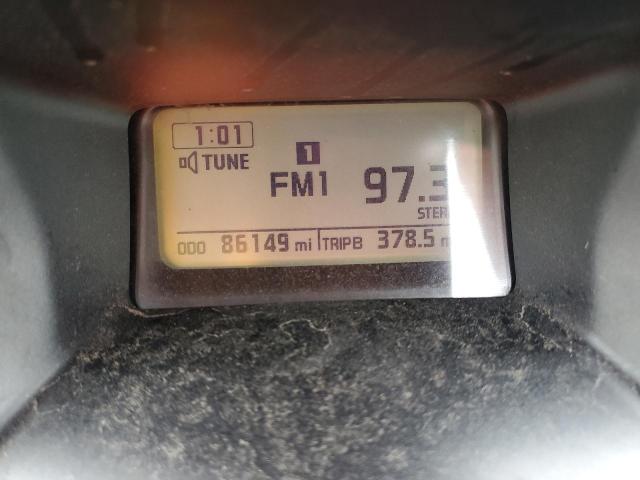 1:01
TUNE
1
FM1 97.3
ODO 86149 mi TRIPB 378.5